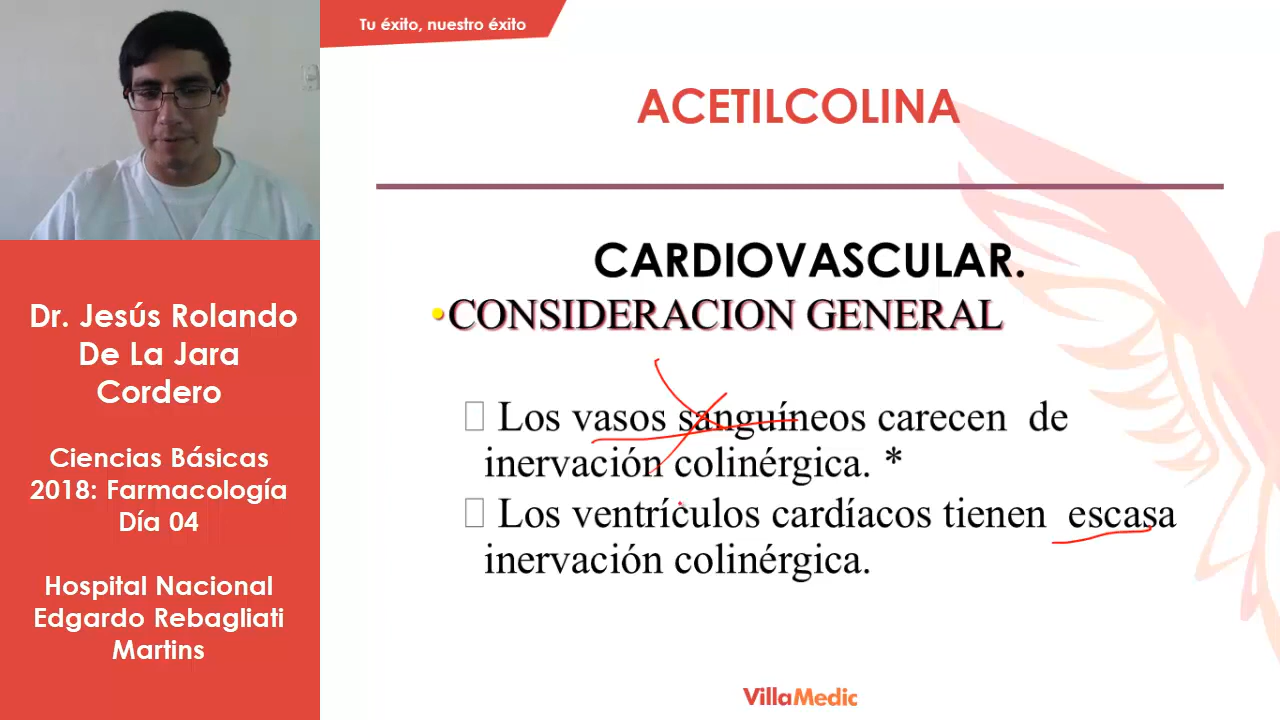 Tu éxito, nuestro éxito
ACETILCOLINA
CARDIOVASCULAR.
•CONSIDERACION GENERAL
Los vasos sanguíneos carecen de
inervación colinérgica. *
Los ventrículos cardíacos tienen escasa
inervación colinérgica.
Dr. Jesús Rolando
De La Jara
Cordero
Ciencias Básicas
2018: Farmacología
Día 04
Hospital Nacional
Edgardo Rebagliati
Martins
VillaMedic